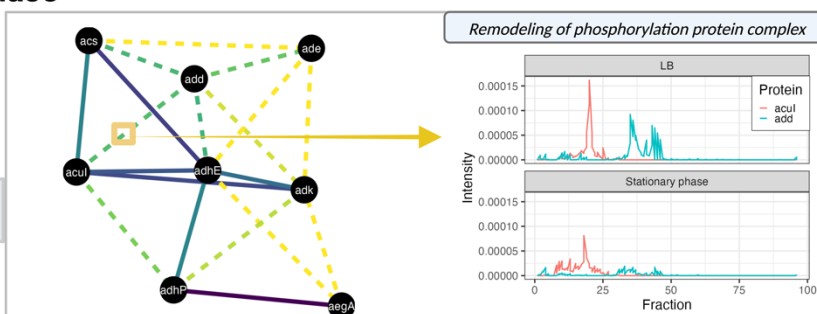 Remodeling of phosphorylation protein complex
acs
ade
add
acuI
adhE
adk
adhP
aegA
LB
Protein
acuI
add
0.00015
0.00010
0.00005
0.00000
Stationary phase
0.00015
0.00010
0.00005
0.00000
Intensity
0 25 50 75 100
Fraction